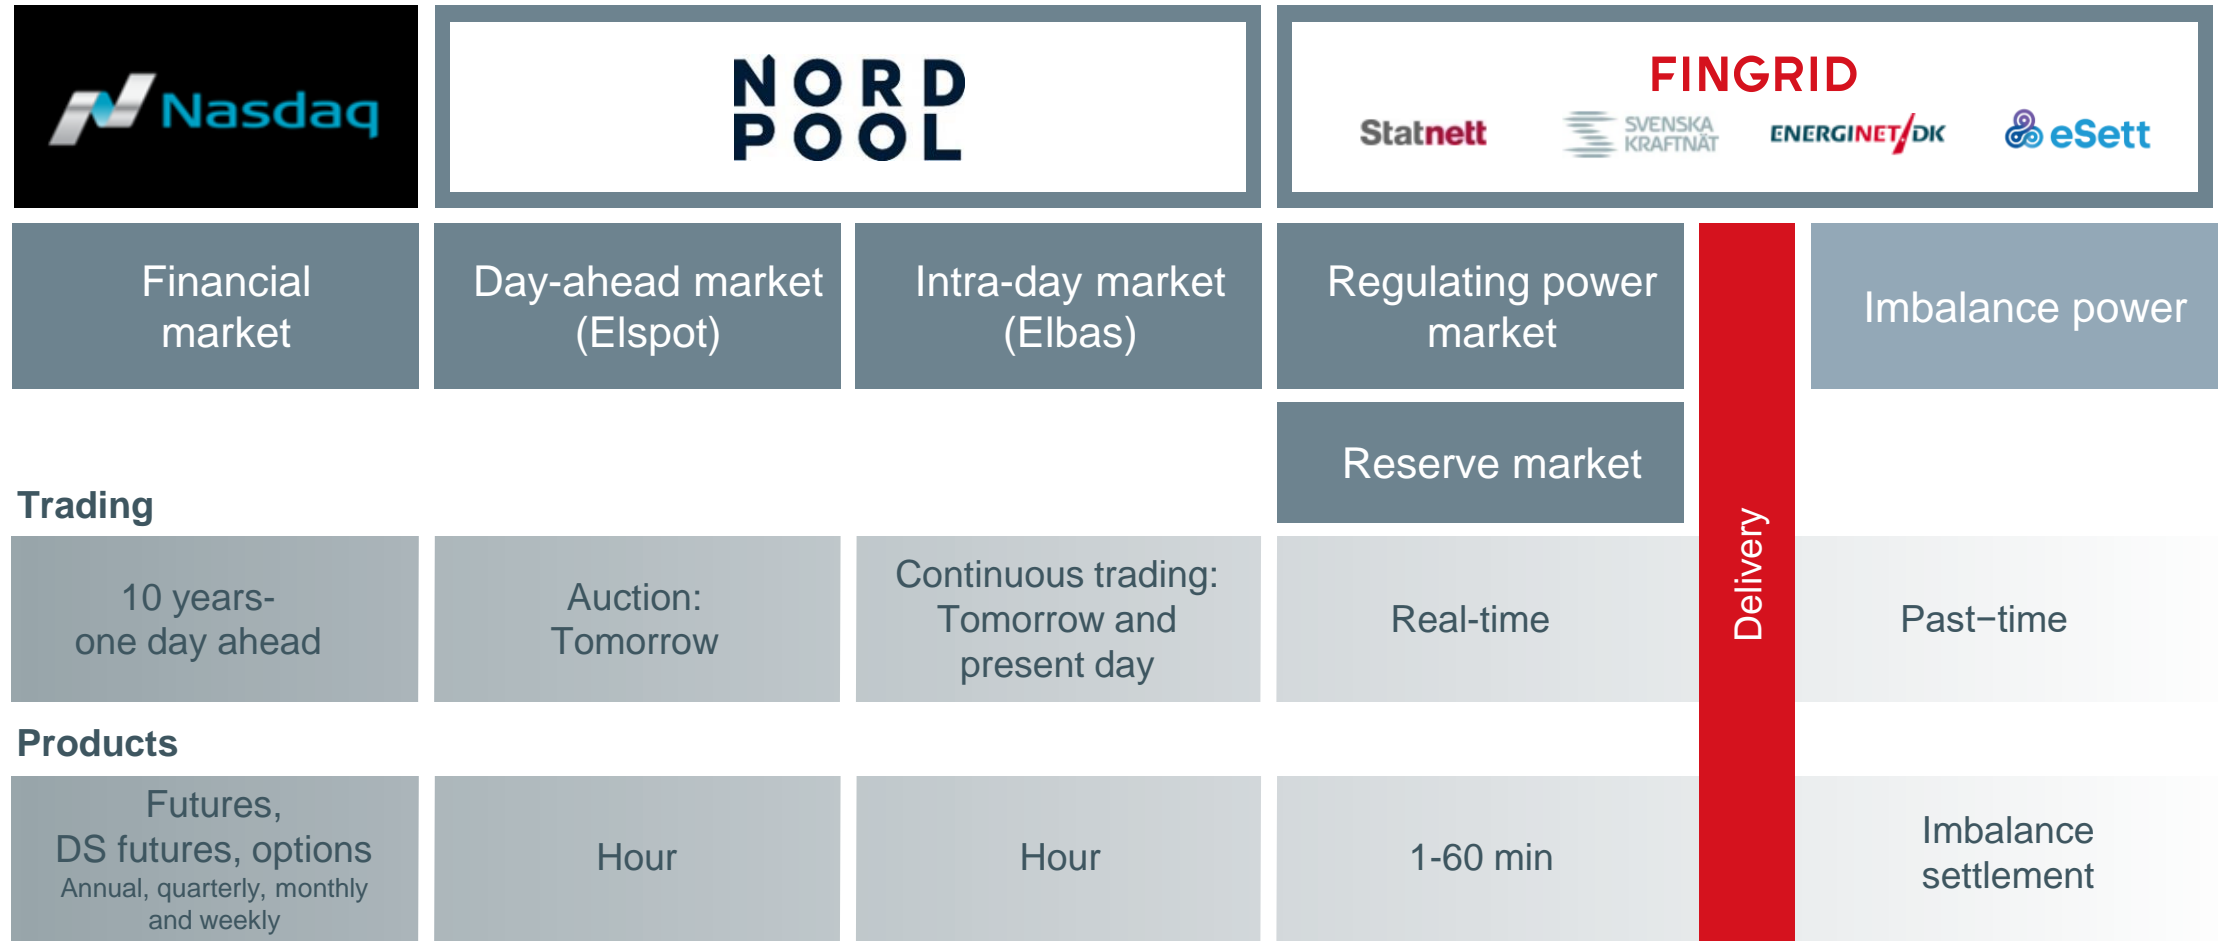 Nasdaq
NORD
POOL
FINGRID
Statnett
SVENSKA
KRAFTNÄT
ENERGINET/DK
eSett
Financial
market
Day-ahead market
(Elspot)
Intra-day market
(Elbas)
Regulating power
market
Imbalance power
Reserve market
Delivery
Trading
10 years-
one day ahead
Auction:
Tomorrow
Continuous trading:
Tomorrow and
present day
Real-time
Past−time
Products
Futures,
DS futures, options
Annual, quarterly, monthly
and weekly
Hour
Hour
1-60 min
Imbalance
settlement